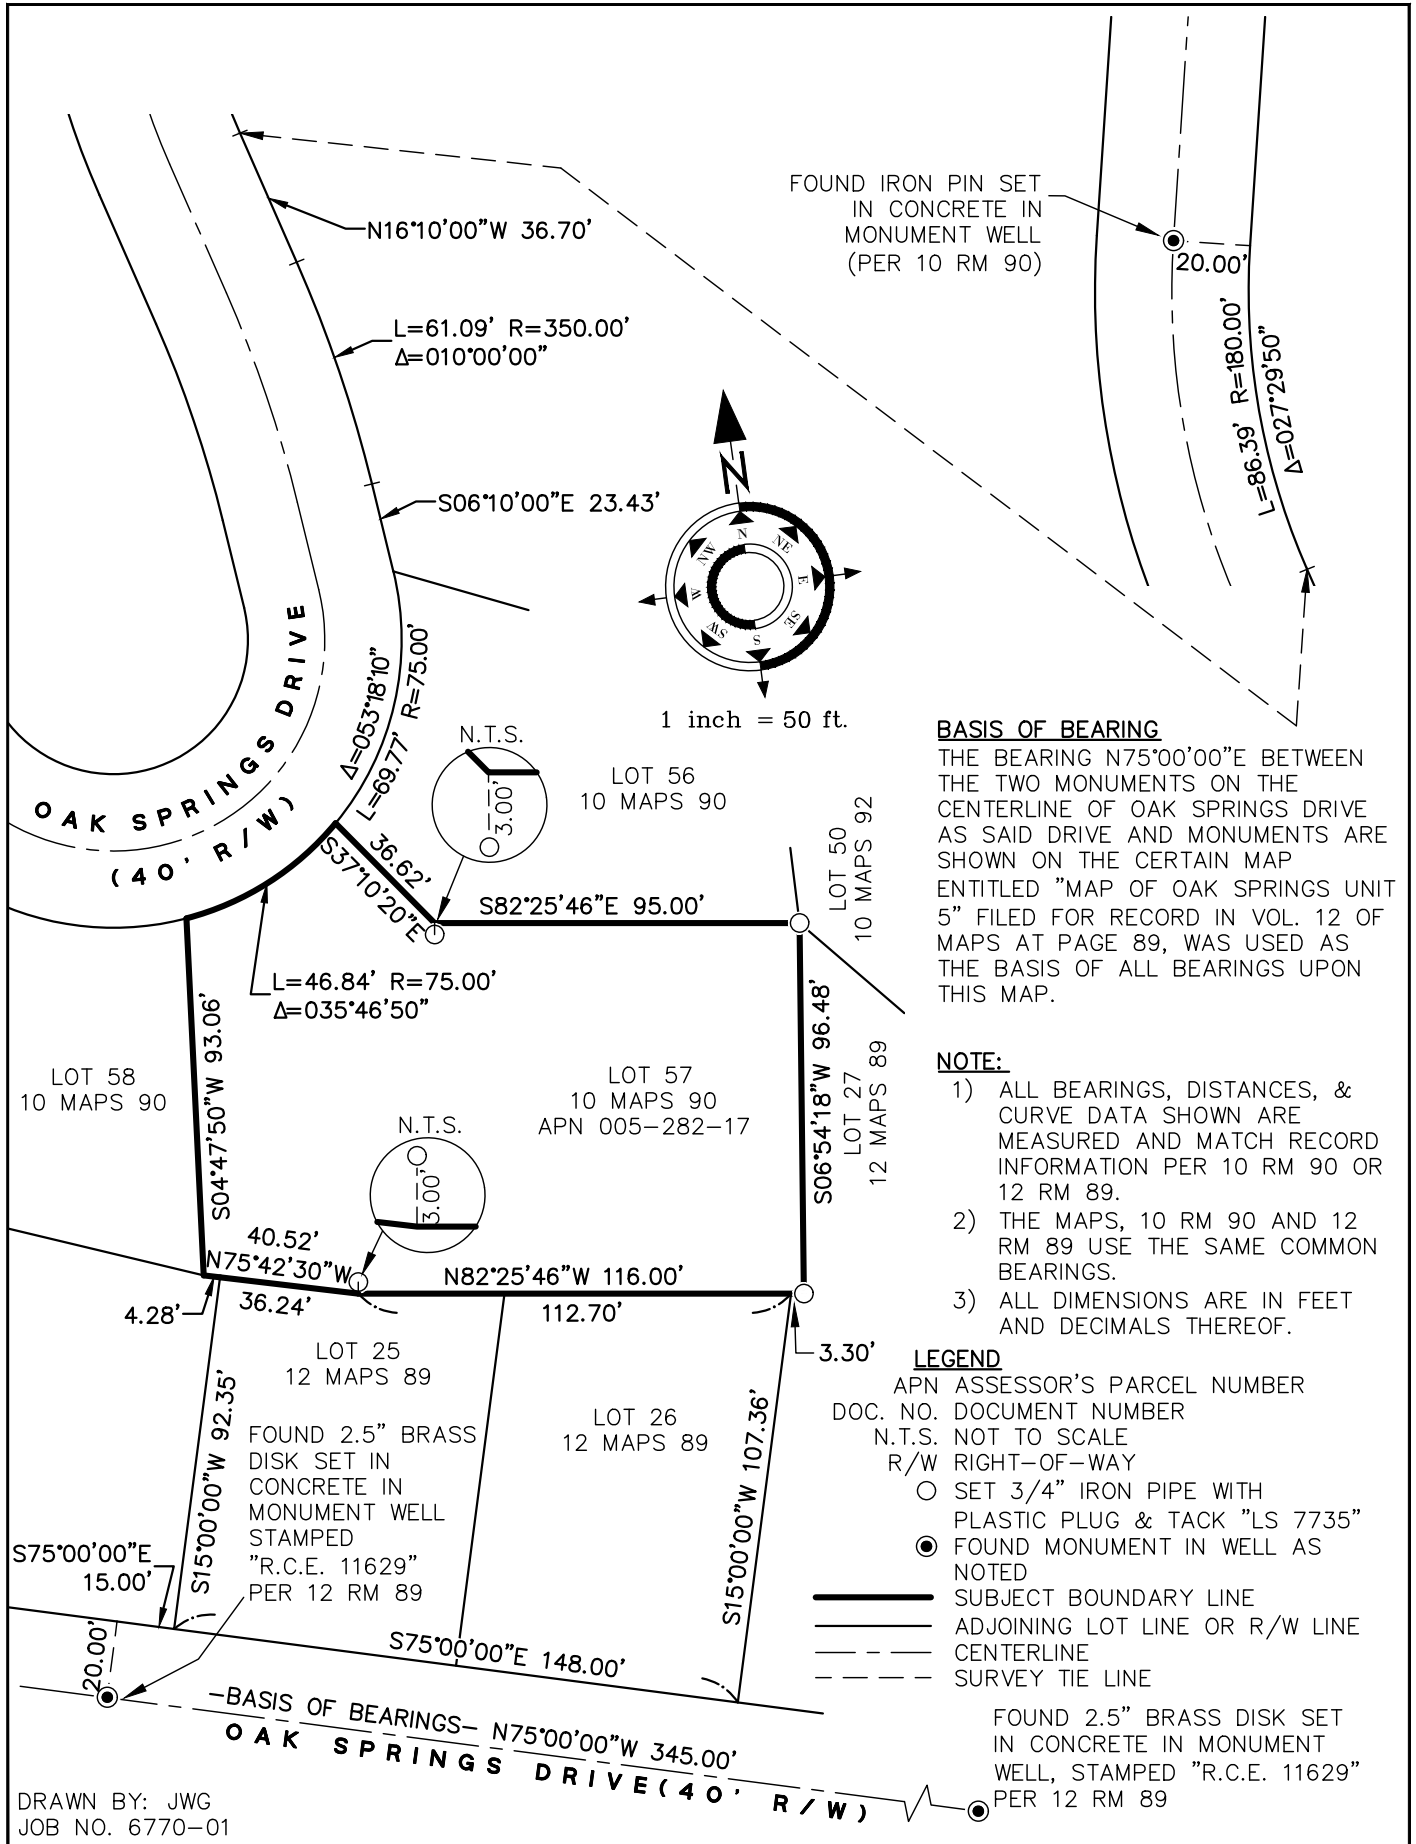 N16°10'00"W 36.70'
L=61.09' R=350.00'
Δ=010°00'00"
S06°10'00"E 23.43'
FOUND IRON PIN SET
IN CONCRETE IN
MONUMENT WELL
(PER 10 RM 90)
20.00'
L=86.39' R=180.00'
Δ=027°29'50"
N
N
NE
E
SE
S
SW
W
NW
1 inch = 50 ft.
OAK SPRINGS DRIVE
(40' R/W)
Δ=053°18'10"
L=69.77' R=75.00'
N.T.S.
3.00'
LOT 56
10 MAPS 90
LOT 50
10 MAPS 92
36.62'
S37°10'20"E
S82°25'46"E 95.00'
L=46.84' R=75.00'
Δ=035°46'50"
S04°47'50"W 93.06'
LOT 58
10 MAPS 90
LOT 57
10 MAPS 90
APN 005-282-17
S06°54'18"W 96.48'
LOT 27
12 MAPS 89
N.T.S.
3.00'
40.52'
N75°42'30"W
N82°25'46"W 116.00'
4.28'
36.24'
112.70'
3.30'
LOT 25
12 MAPS 89
LOT 26
12 MAPS 89
S15°00'00"W 92.35'
S15°00'00"W 107.36'
FOUND 2.5" BRASS
DISK SET IN
CONCRETE IN
MONUMENT WELL
STAMPED
"R.C.E. 11629"
PER 12 RM 89
S75°00'00"E
15.00'
20.00'
S75°00'00"E 148.00'
-BASIS OF BEARINGS- N75°00'00"W 345.00'
OAK SPRINGS DRIVE(40' R/W)
DRAWN BY: JWG
JOB NO. 6770-01
BASIS OF BEARING
THE BEARING N75°00'00"E BETWEEN
THE TWO MONUMENTS ON THE
CENTERLINE OF OAK SPRINGS DRIVE
AS SAID DRIVE AND MONUMENTS ARE
SHOWN ON THE CERTAIN MAP
ENTITLED "MAP OF OAK SPRINGS UNIT
5" FILED FOR RECORD IN VOL. 12 OF
MAPS AT PAGE 89, WAS USED AS
THE BASIS OF ALL BEARINGS UPON
THIS MAP.
NOTE:
1) ALL BEARINGS, DISTANCES, &
CURVE DATA SHOWN ARE
MEASURED AND MATCH RECORD
INFORMATION PER 10 RM 90 OR
12 RM 89.
2) THE MAPS, 10 RM 90 AND 12
RM 89 USE THE SAME COMMON
BEARINGS.
3) ALL DIMENSIONS ARE IN FEET
AND DECIMALS THEREOF.
LEGEND
APN ASSESSOR'S PARCEL NUMBER
DOC. NO. DOCUMENT NUMBER
N.T.S. NOT TO SCALE
R/W RIGHT-OF-WAY
SET 3/4" IRON PIPE WITH
PLASTIC PLUG & TACK "LS 7735"
FOUND MONUMENT IN WELL AS
NOTED
SUBJECT BOUNDARY LINE
ADJOINING LOT LINE OR R/W LINE
CENTERLINE
SURVEY TIE LINE
FOUND 2.5" BRASS DISK SET
IN CONCRETE IN MONUMENT
WELL, STAMPED "R.C.E. 11629"
PER 12 RM 89